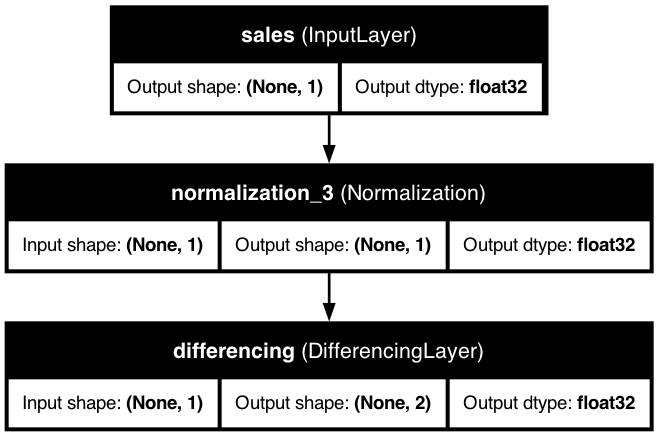 sales (InputLayer)
Output shape: (None, 1) Output dtype: float32
normalization_3 (Normalization)
Input shape: (None, 1) Output shape: (None, 1) Output dtype: float32
differencing (DifferencingLayer)
Input shape: (None, 1) Output shape: (None, 2) Output dtype: float32